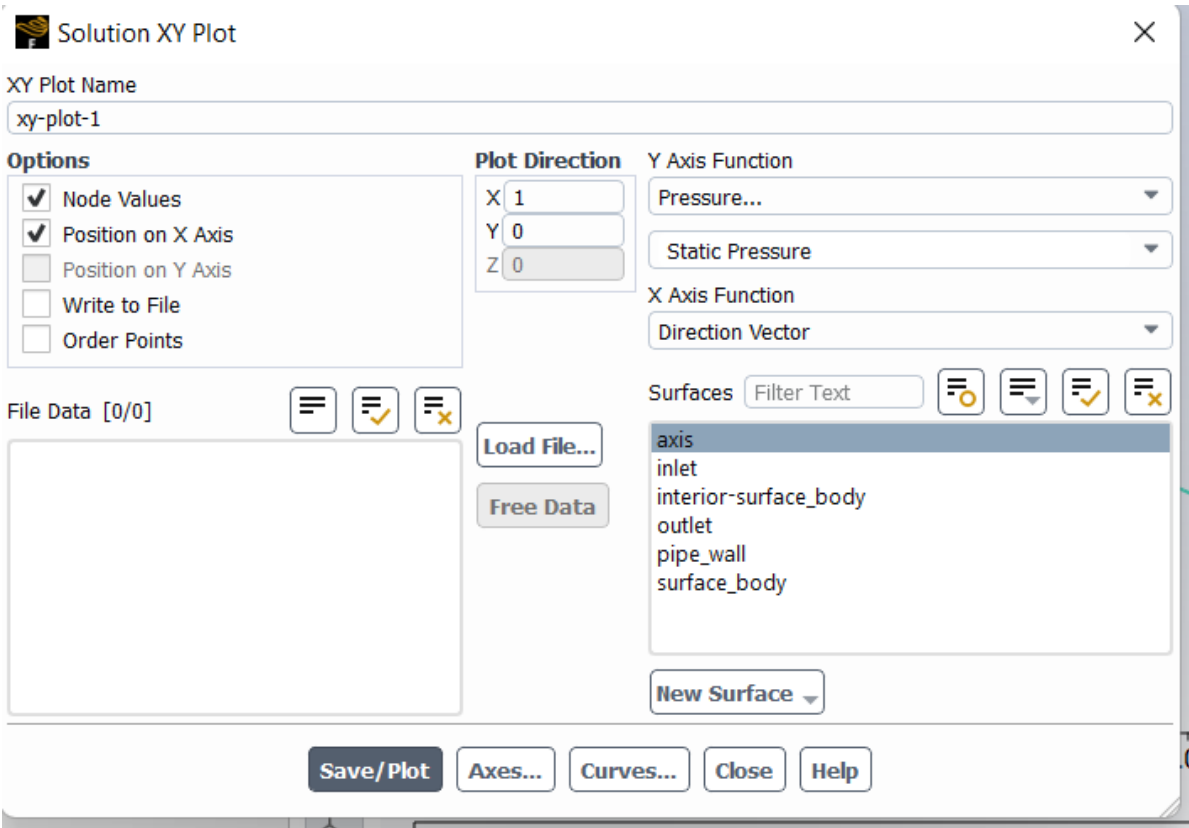 Solution XY Plot
XY Plot Name
xy-plot-1
Options
Node Values
Position on X Axis
Position on Y Axis
Write to File
Order Points
Plot Direction
X 1
Y 0
Z 0
Y Axis Function
Pressure...
Static Pressure
X Axis Function
Direction Vector
File Data [0/0]
Load File...
Free Data
Surfaces Filter Text
axis
inlet
interior-surface_body
outlet
pipe_wall
surface_body
New Surface
Save/Plot Axes... Curves... Close Help